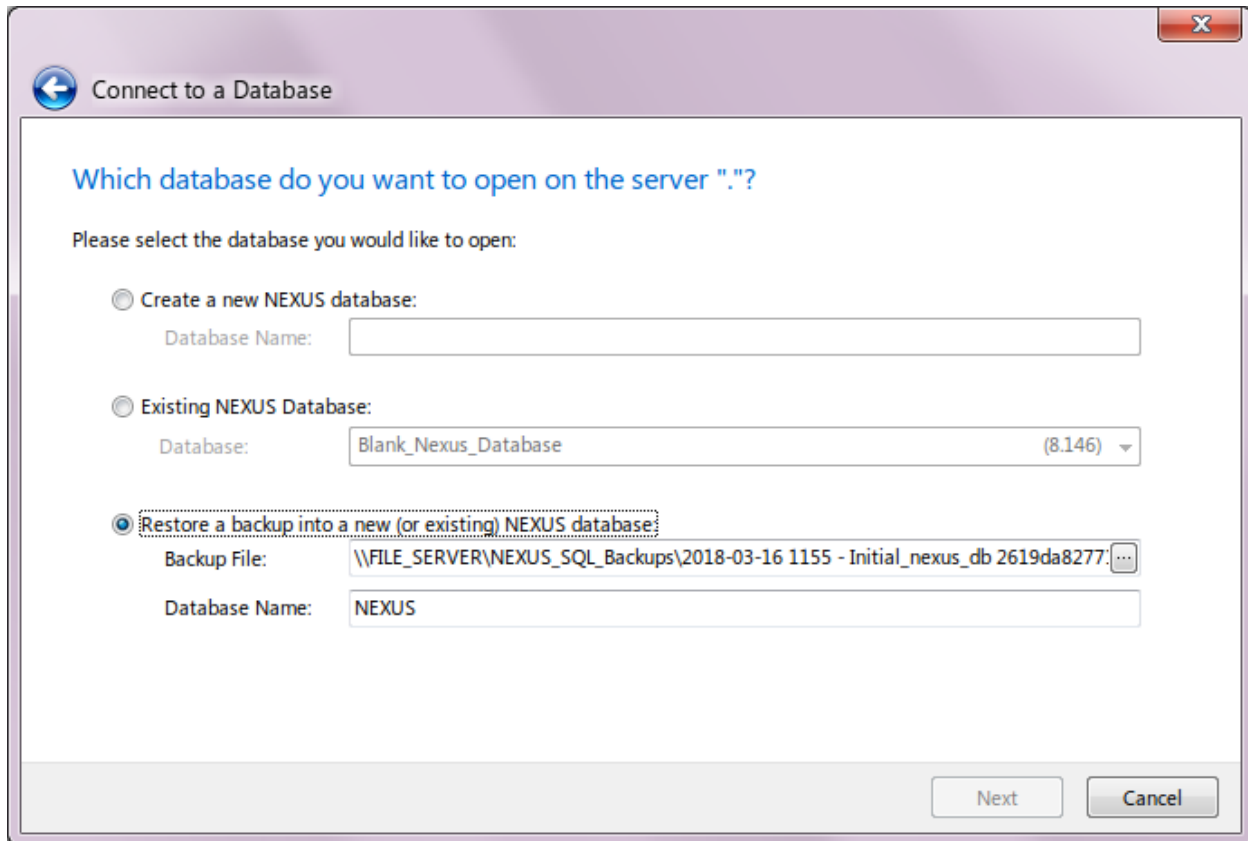 Connect to a Database
Which database do you want to open on the server "."?
Please select the database you would like to open:
Create a new NEXUS database:
Database Name:
Existing NEXUS Database:
Database: Blank_Nexus_Database (8.146)
Restore a backup into a new (or existing) NEXUS database:
Backup File: \\FILE_SERVER\NEXUS_SQL_Backups\2018-03-16 1155 - Initial_nexus_db 2619da8277 ...
Database Name: NEXUS
Next Cancel